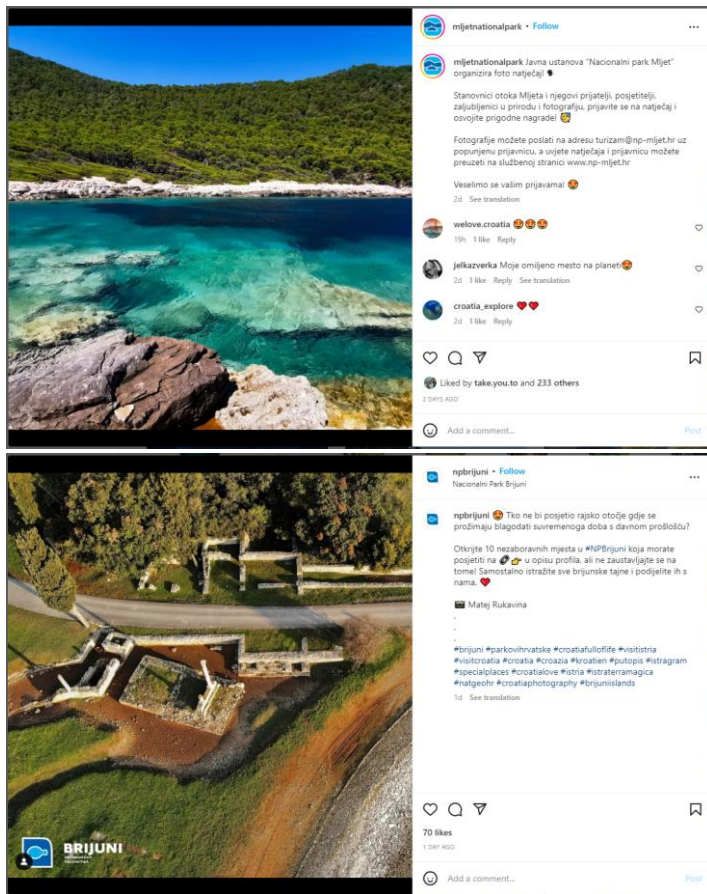 mljetnationalpark • Follow
mljetnationalpark Javna ustanova "Nacionalni park Mljet"
organizira foto natječaj! 🗣
Stanovnici otoka Mljeta i njegovi prijatelji, posjetitelji,
zaljubljenici u prirodu i fotografiju, prijavite se na natječaj i
osvojite prigodne nagrade! 🥳
Fotografije možete poslati na adresu turizam@np-mljet.hr uz
popunjenu prijavnicu, a uvjete natječaja i prijavnicu možete
preuzeti na službenoj stranici www.np-mljet.hr
Veselimo se vašim prijavama! 😍
2d See translation
welove.croatia 😍😍😍
19h 1 like Reply
jelkazverka Moje omiljeno mesto na planeti😍
2d 1 like Reply See translation
croatia_explore ❤️❤️
2d 1 like Reply
Liked by take.you.to and 233 others
2 DAYS AGO
Add a comment... Post
npbrijuni • Follow
Nacionalni Park Brijuni
npbrijuni 😍 Tko ne bi posjetio rajsko otočje gdje se
prožimaju blagodati suvremenoga doba s davnom prošlošću?
Otkrijte 10 nezaboravnih mjesta u #NPBrijuni koja morate
posjetiti na 🔗👉 u opisu profila, ali ne zaustavljajte se na
tome! Samostalno istražite sve brijunske tajne i podijelite ih s
nama. ❤️
📷 Matej Rukavina
.
.
.
#brijuni #parkovihrvatske #croatiafulloflife #visitistria
#visitcroatia #croatia #croazia #kroatien #putopis #istragram
#specialplaces #croatialove #istria #istraterramagica
#natgeohr #croatiaphotography #brijuniislands
1d See translation
BRIJUNI
70 likes
1 DAY AGO
Add a comment... Post